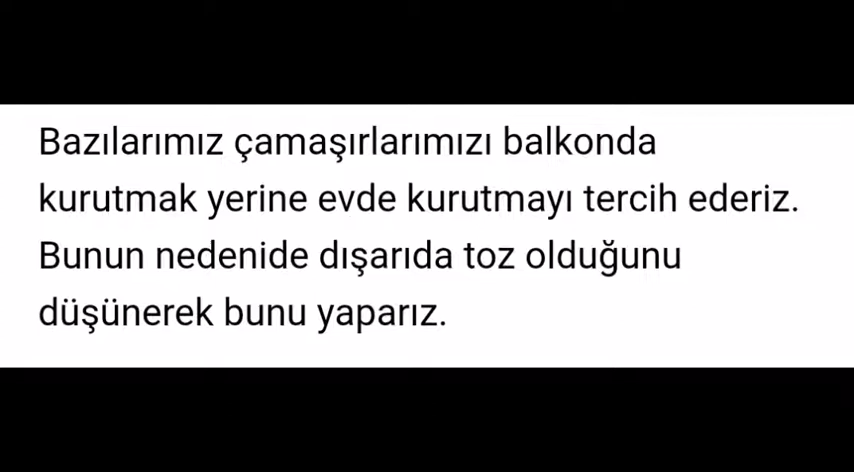 Bazılarımız çamaşırlarımızı balkonda
kurutmak yerine evde kurutmayı tercih ederiz.
Bunun nedenide dışarıda toz olduğunu
düşünerek bunu yaparız.